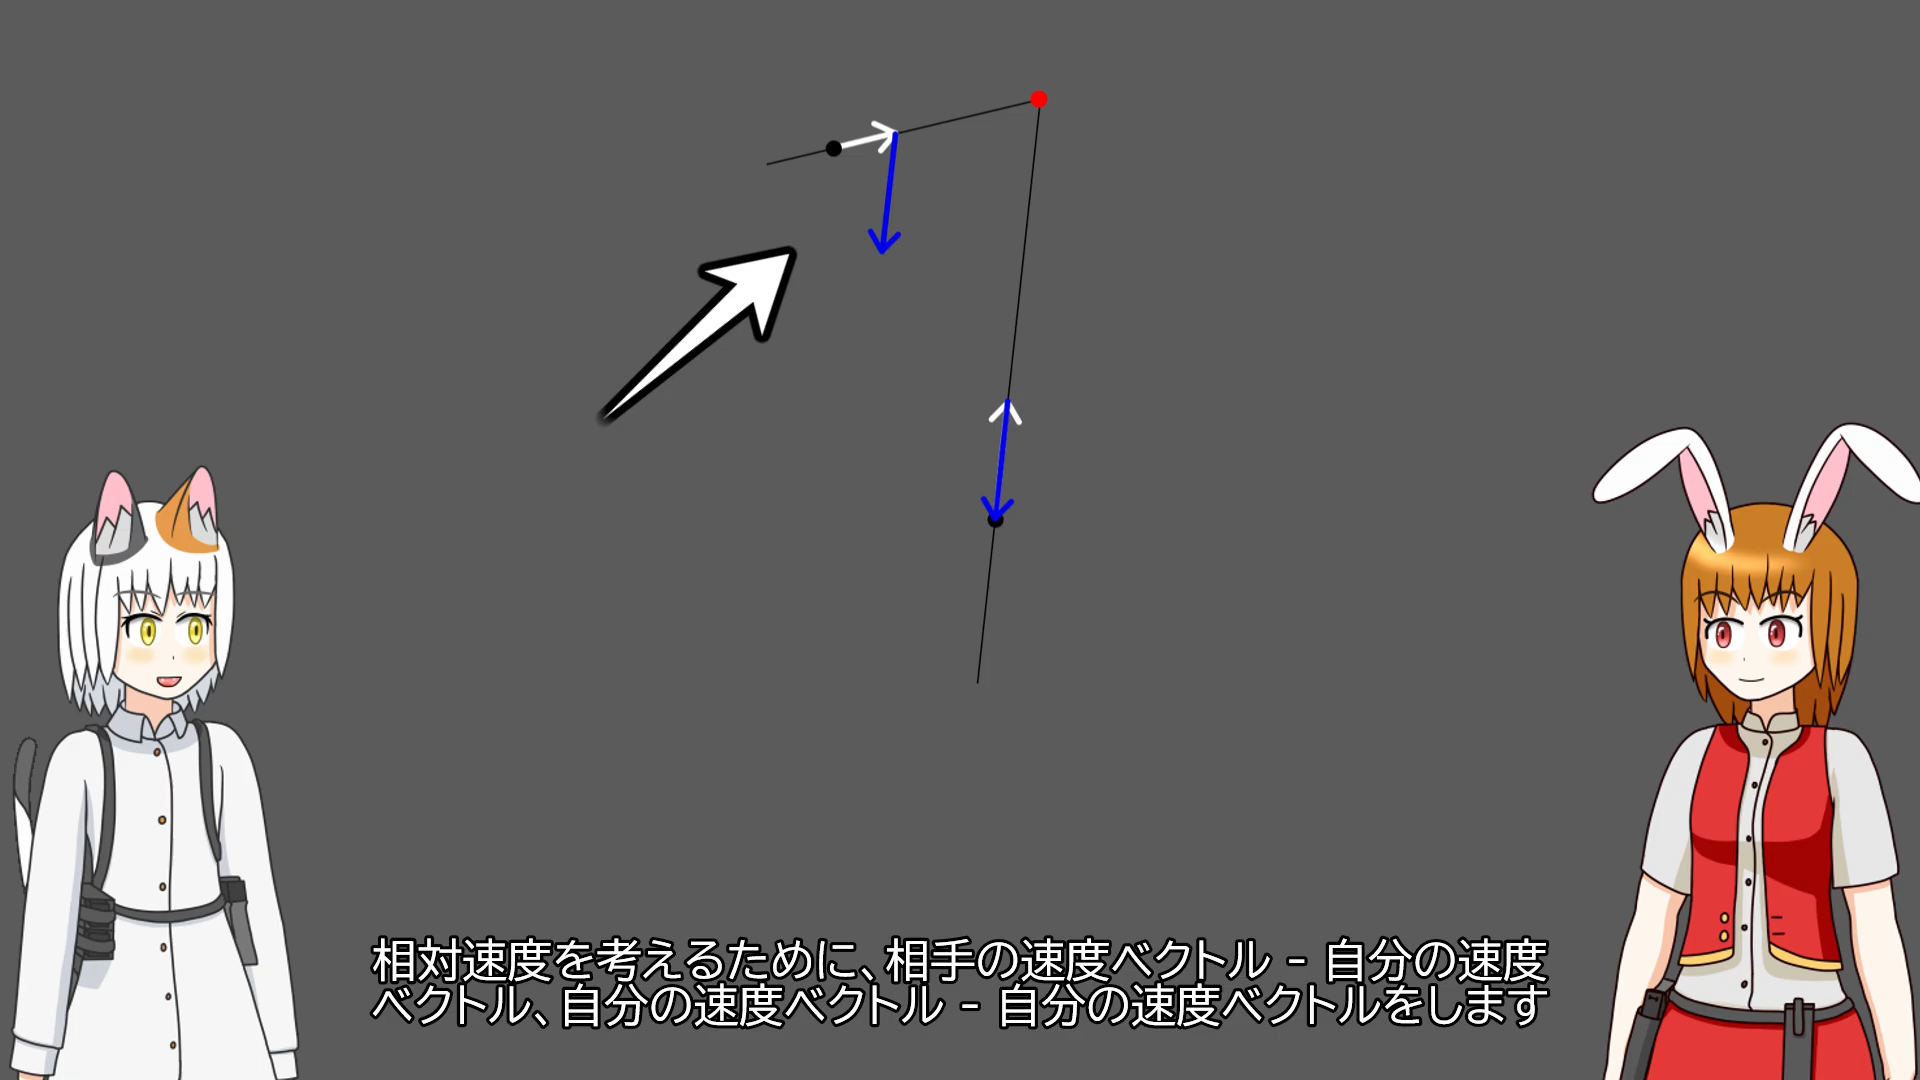 相対速度を考えるために、相手の速度ベクトル - 自分の速度
ベクトル、自分の速度ベクトル - 自分の速度ベクトルをします